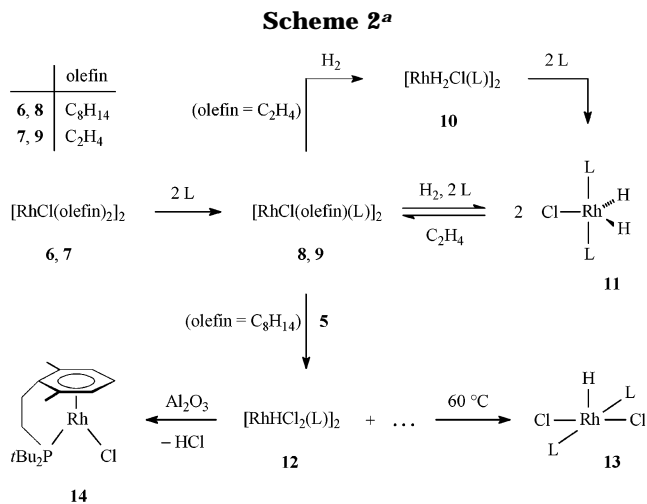 Scheme 2ᵃ
olefin
6, 8 C₈H₁₄
7, 9 C₂H₄
H₂
(olefin = C₂H₄)
[RhH₂Cl(L)]₂
10
2 L
[RhCl(olefin)₂]₂
6, 7
2 L
[RhCl(olefin)(L)]₂
8, 9
H₂, 2 L
C₂H₄
2
L
Cl Rh H
H
L
11
(olefin = C₈H₁₄) 5
Rh
tBu₂P Cl
14
Al₂O₃
– HCl
[RhHCl₂(L)]₂ + ...
12
60 °C
H
L
Cl Rh Cl
L
13